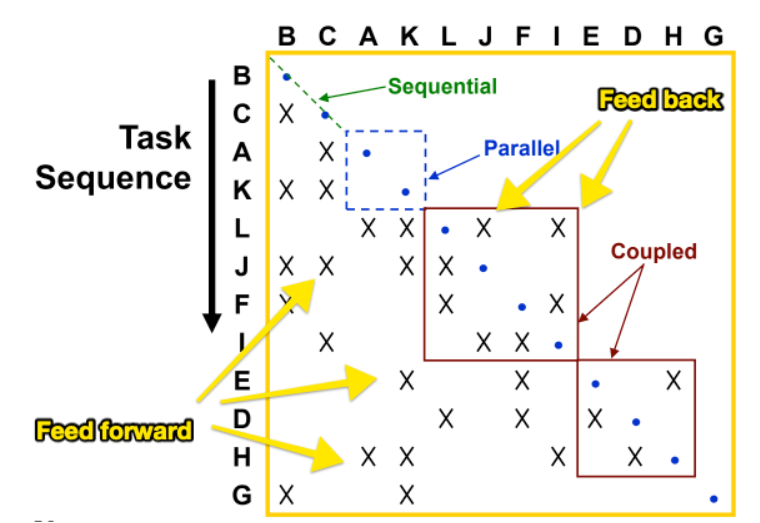 B C A K L J F I E D H G
B
Sequential
Feed back
C X
Task
Sequence
A X
Parallel
K X X
L X X X X
Coupled
J X X X X
F X X X
I X X X
E X X X
Feed forward
D X X X
H X X X X
G X X